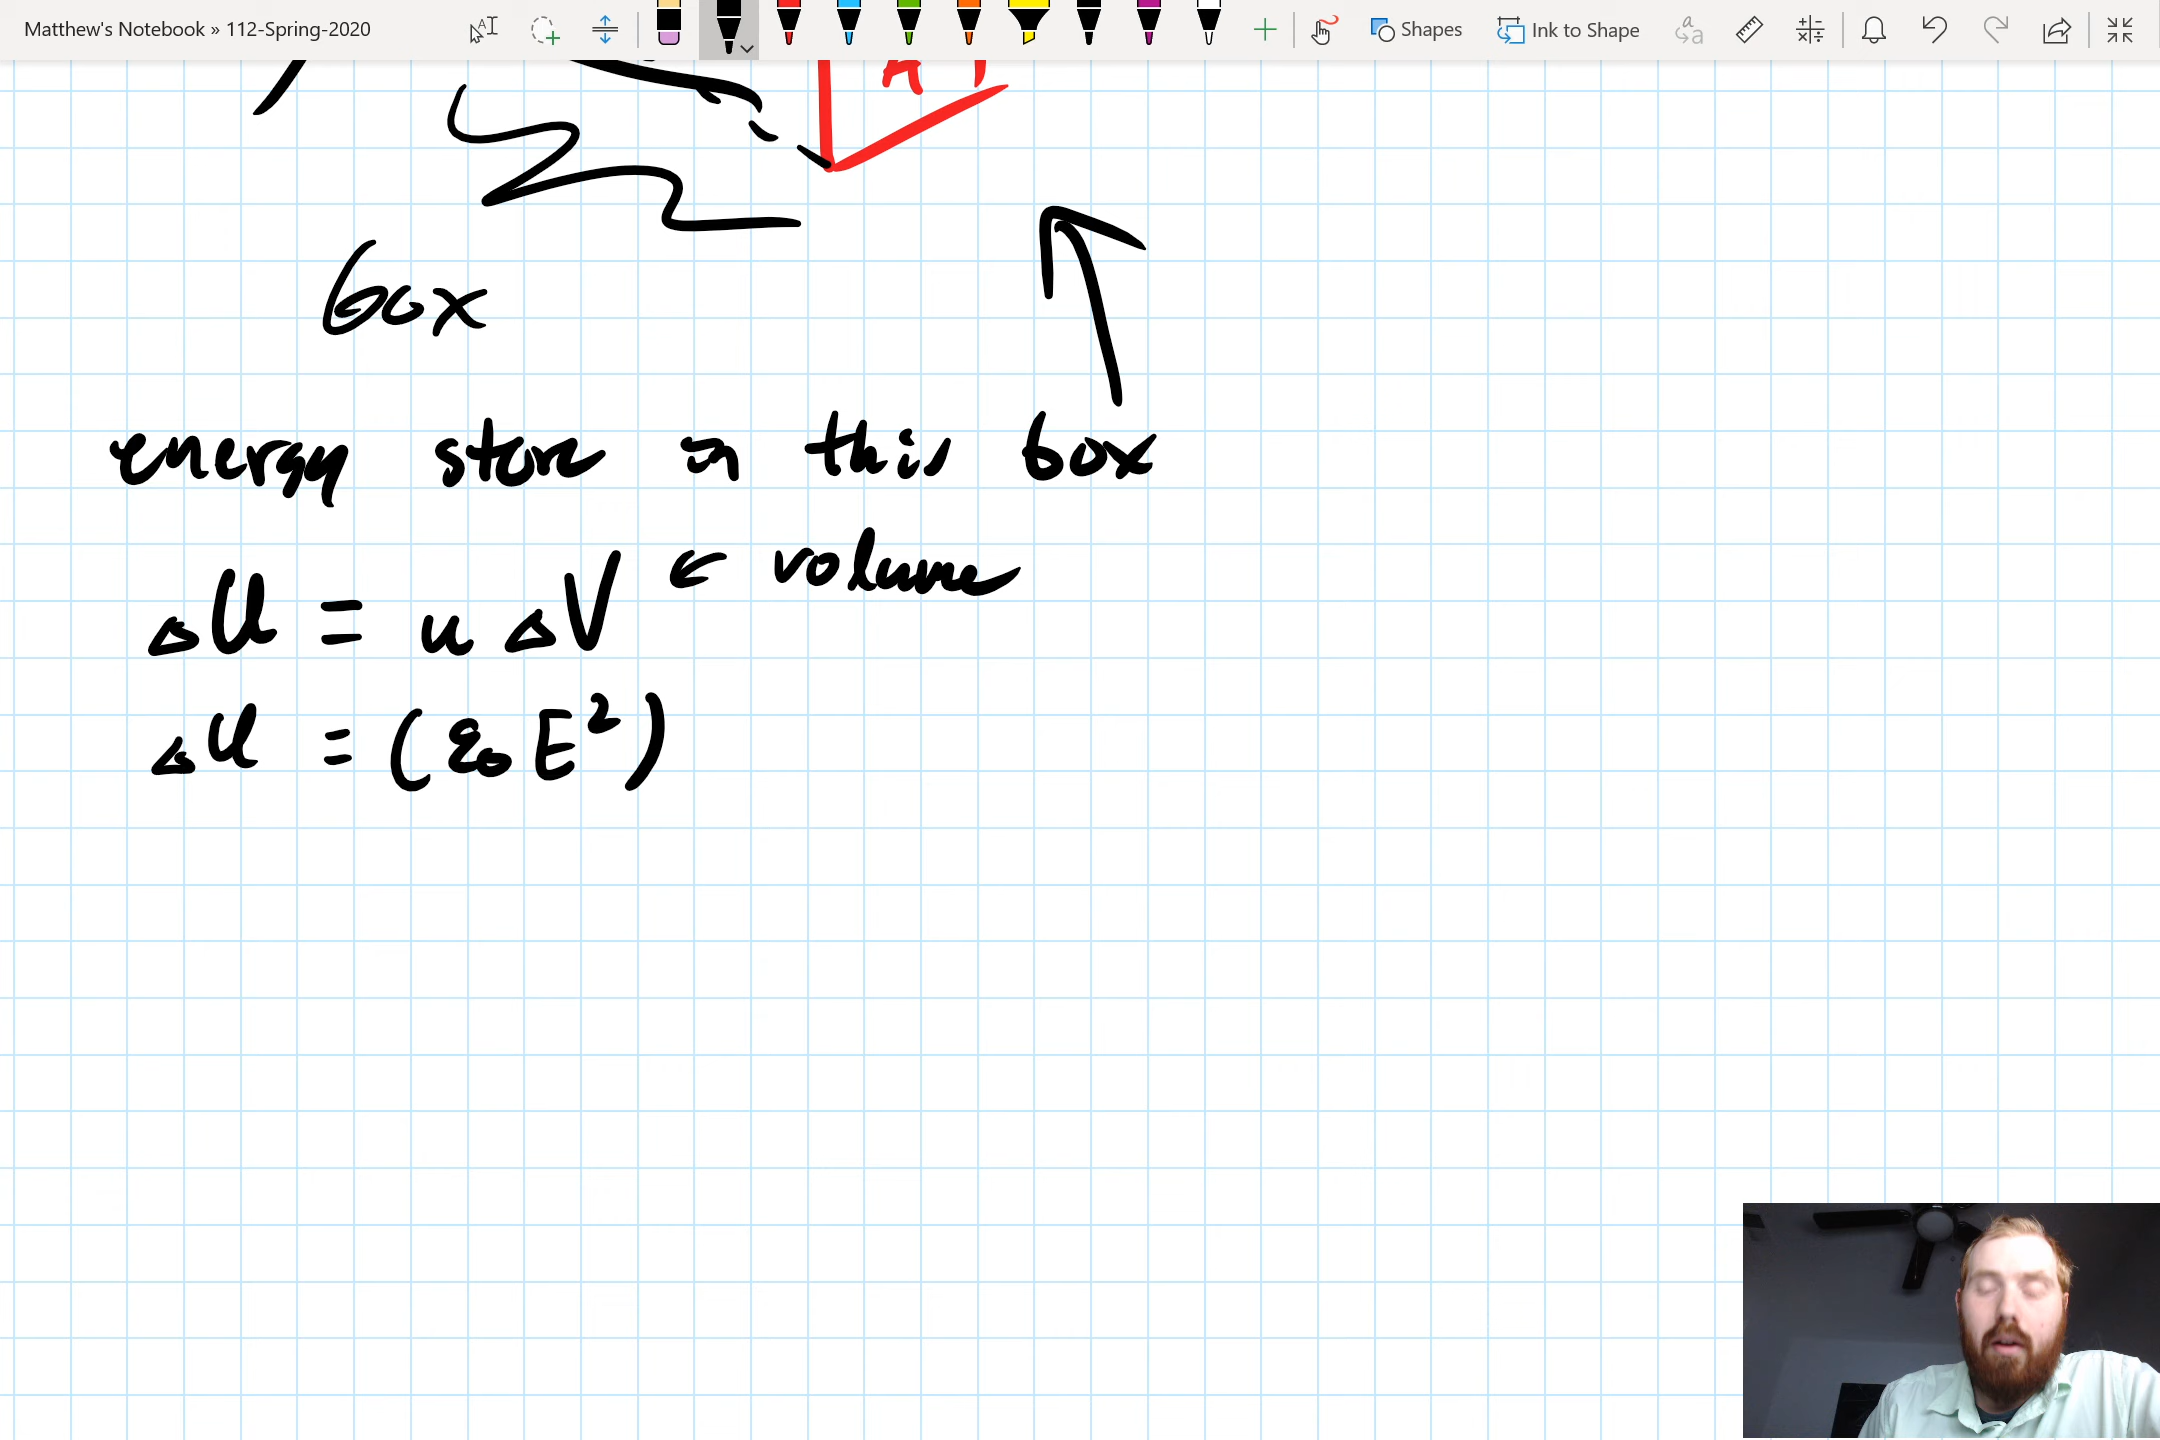 Matthew's Notebook » 112-Spring-2020
Shapes
Ink to Shape
A
box
energy store in this box
ΔU = u ΔV ← volume
ΔU = (ε₀E²)